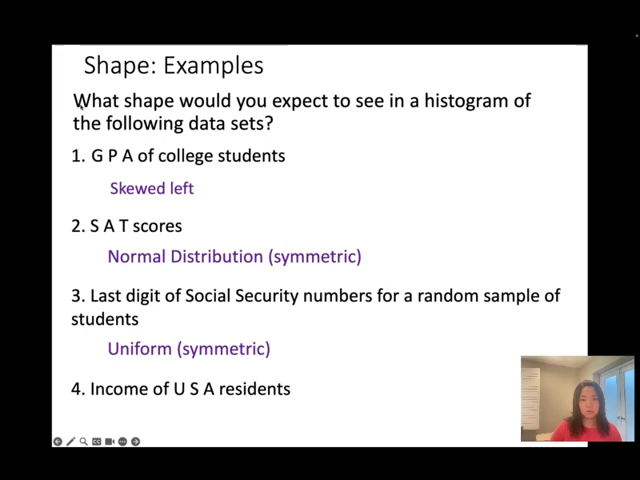 Shape: Examples
What shape would you expect to see in a histogram of
the following data sets?
1. G P A of college students
Skewed left
2. S A T scores
Normal Distribution (symmetric)
3. Last digit of Social Security numbers for a random sample of
students
Uniform (symmetric)
4. Income of U S A residents